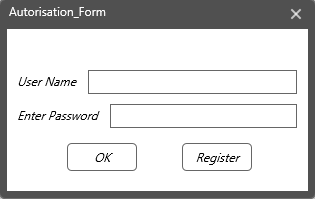 Autorisation_Form
User Name
Enter Password
OK
Register